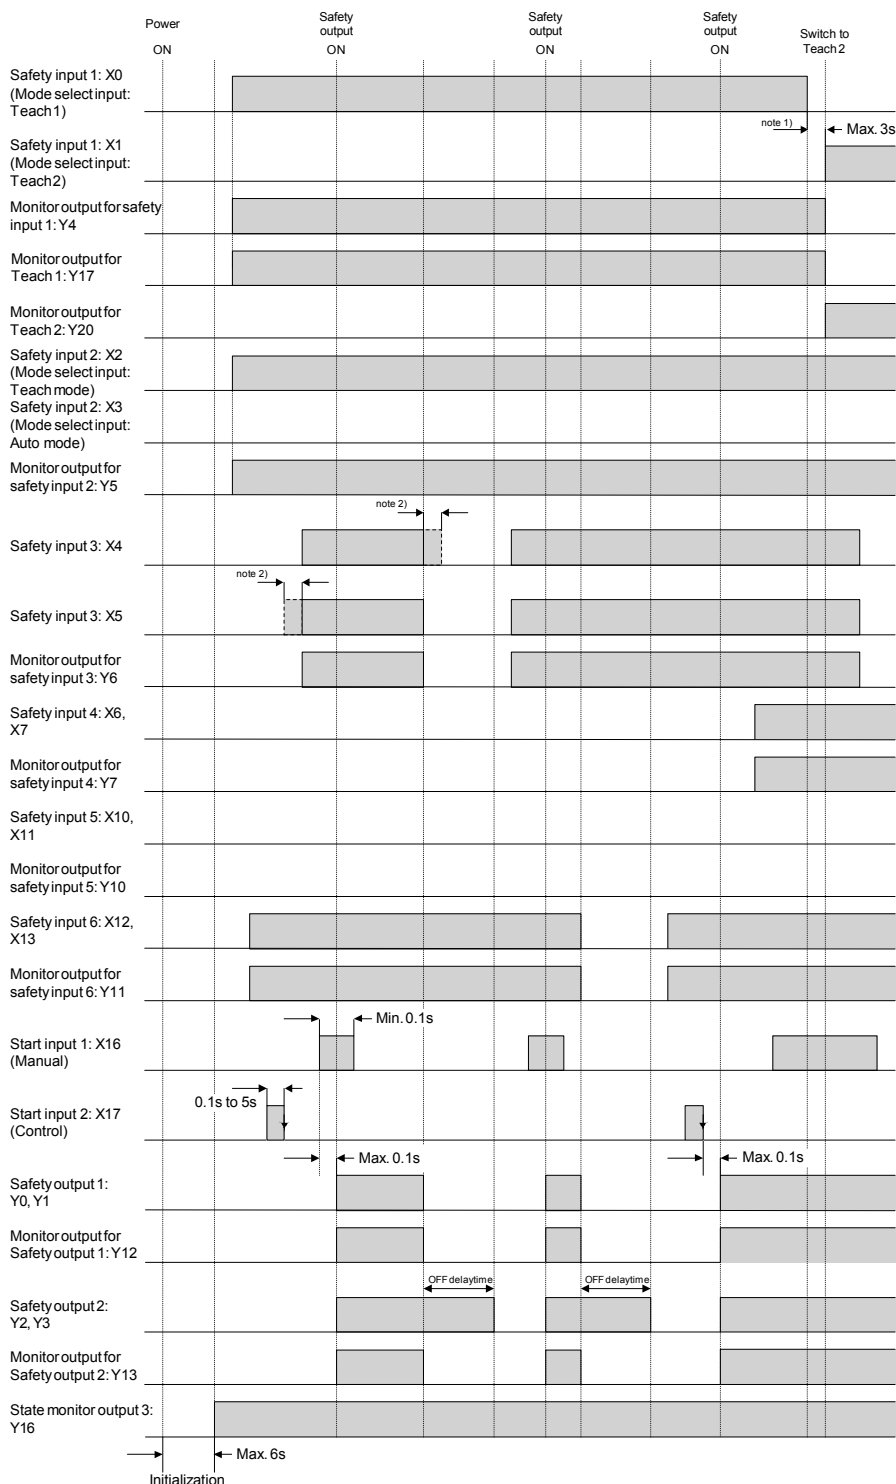 Power
ON
Safety
output
ON
Safety
output
ON
Safety
output
ON
Switch to
Teach 2
Safety input 1: X0
(Mode select input:
Teach 1)
note 1)
Max. 3s
Safety input 1: X1
(Mode select input:
Teach 2)
Monitor output for safety
input 1: Y4
Monitor output for
Teach 1: Y17
Monitor output for
Teach 2: Y20
Safety input 2: X2
(Mode select input:
Teach mode)
Safety input 2: X3
(Mode select input:
Auto mode)
Monitor output for
safety input 2: Y5
note 2)
Safety input 3: X4
note 2)
Safety input 3: X5
Monitor output for
safety input 3: Y6
Safety input 4: X6,
X7
Monitor output for
safety input 4: Y7
Safety input 5: X10,
X11
Monitor output for
safety input 5: Y10
Safety input 6: X12,
X13
Monitor output for
safety input 6: Y11
Min. 0.1s
Start input 1: X16
(Manual)
0.1s to 5s
Start input 2: X17
(Control)
Max. 0.1s
Max. 0.1s
Safety output 1:
Y0, Y1
Monitor output for
Safety output 1: Y12
OFF delay time
OFF delay time
Safety output 2:
Y2, Y3
Monitor output for
Safety output 2: Y13
State monitor output 3:
Y16
Max. 6s
Initialization